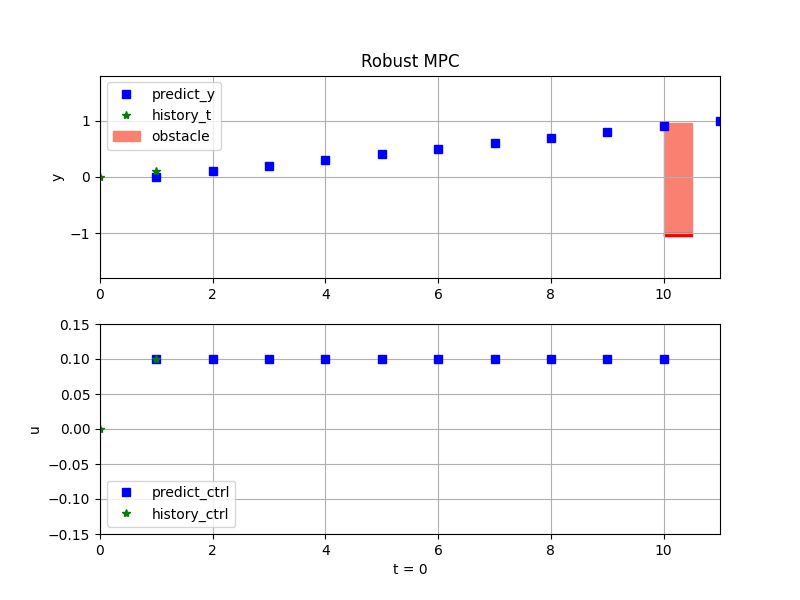 Robust MPC
predict_y
history_t
obstacle
y
1
0
−1
0 2 4 6 8 10
0.15
0.10
0.05
0.00
−0.05
−0.10
−0.15
u
predict_ctrl
history_ctrl
0 2 4 6 8 10
t = 0